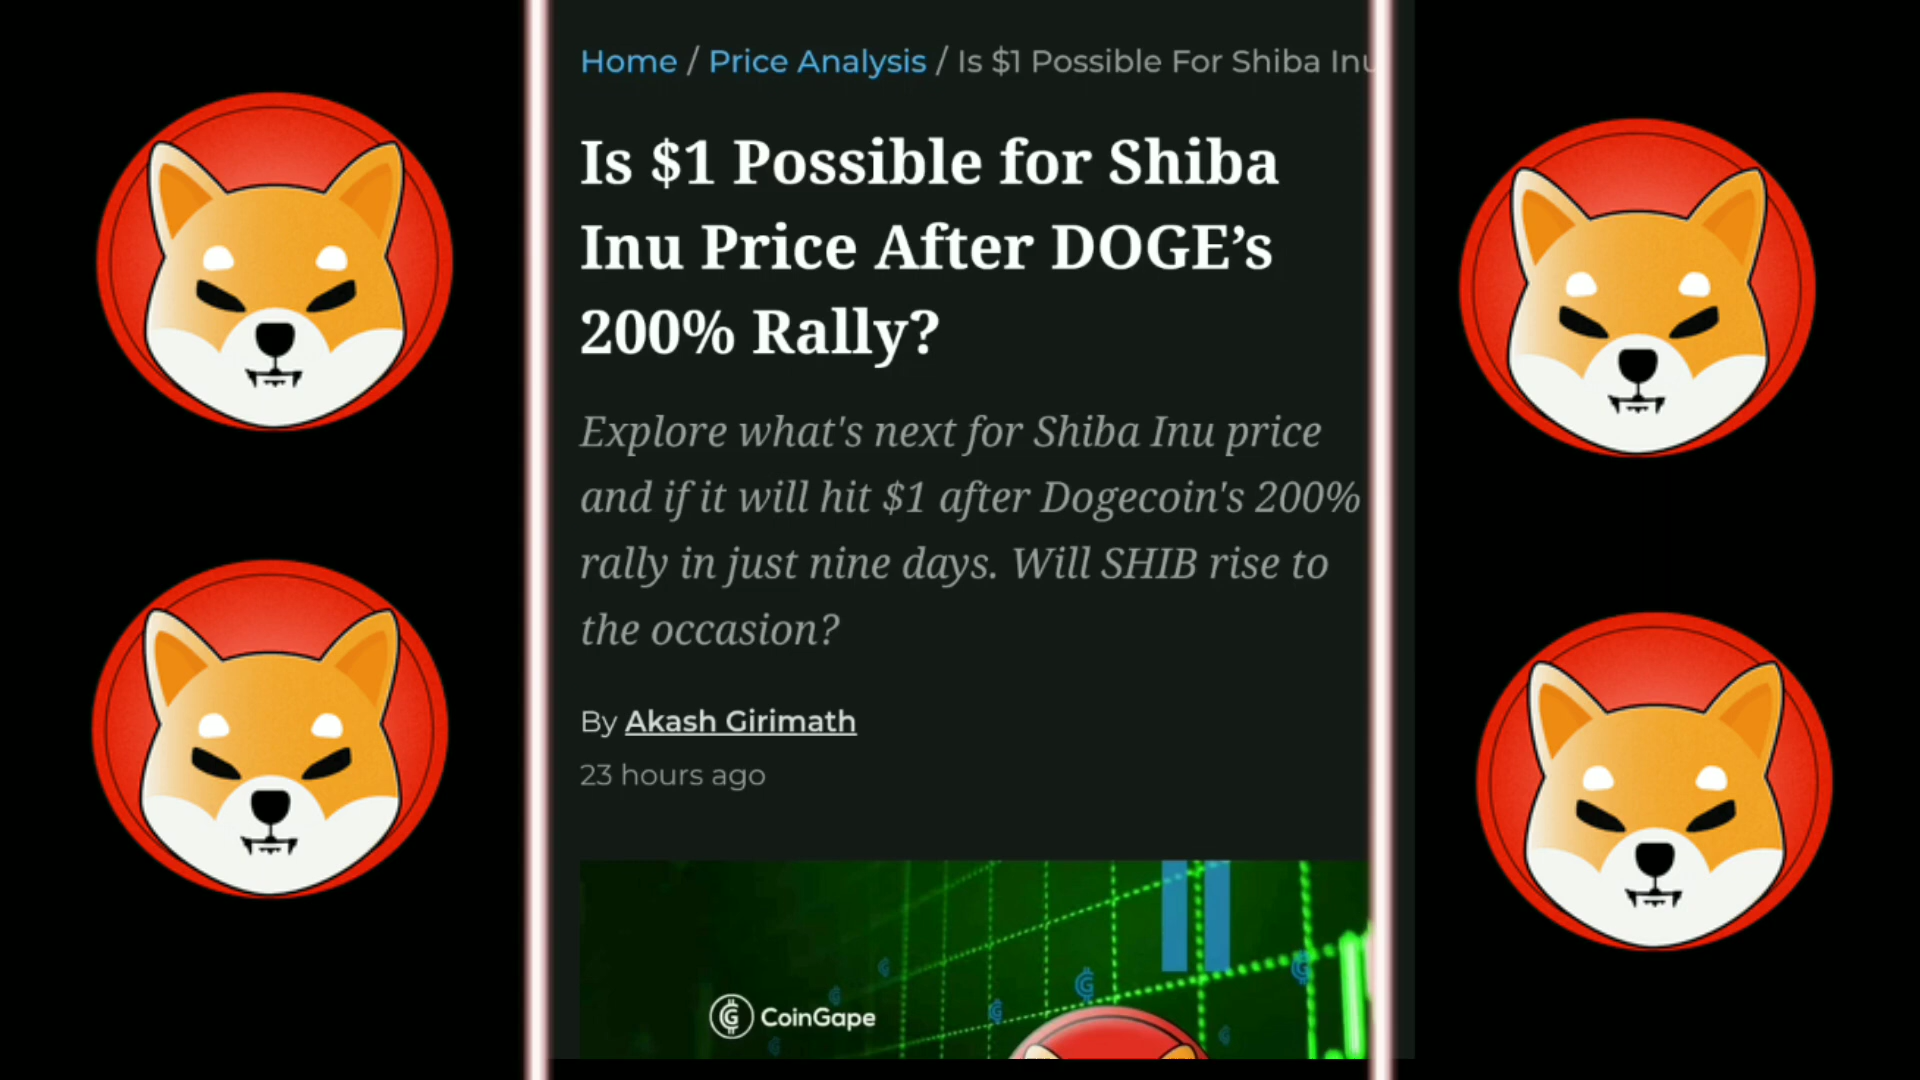 Home / Price Analysis / Is $1 Possible For Shiba Inu
Is $1 Possible for Shiba
Inu Price After DOGE’s
200% Rally?
Explore what's next for Shiba Inu price
and if it will hit $1 after Dogecoin's 200%
rally in just nine days. Will SHIB rise to
the occasion?
By Akash Girimath
23 hours ago
CoinGape